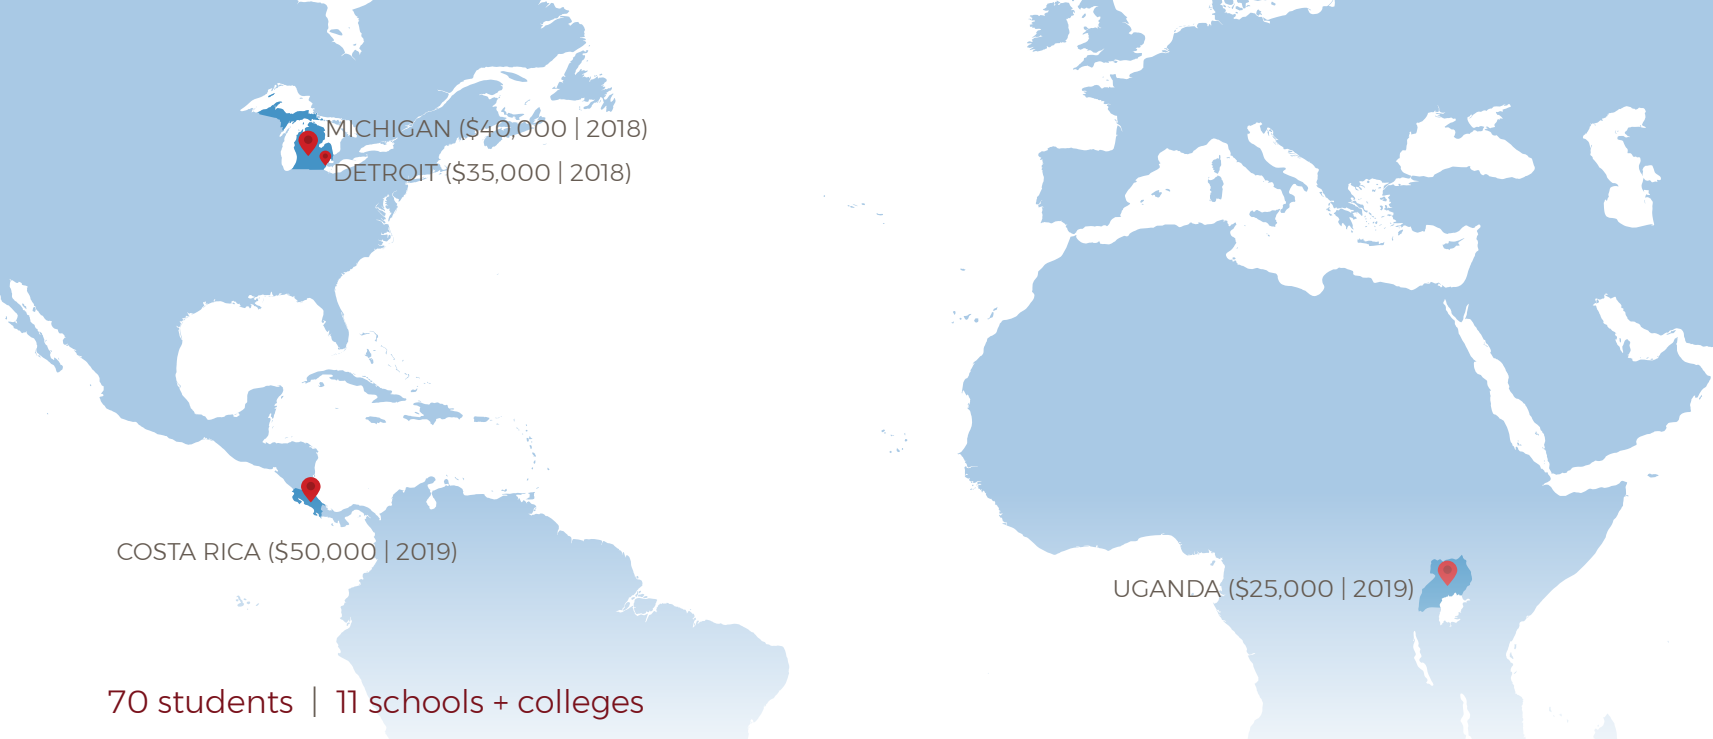 MICHIGAN ($40,000 | 2018)
DETROIT ($35,000 | 2018)
COSTA RICA ($50,000 | 2019)
UGANDA ($25,000 | 2019)
70 students | 11 schools + colleges